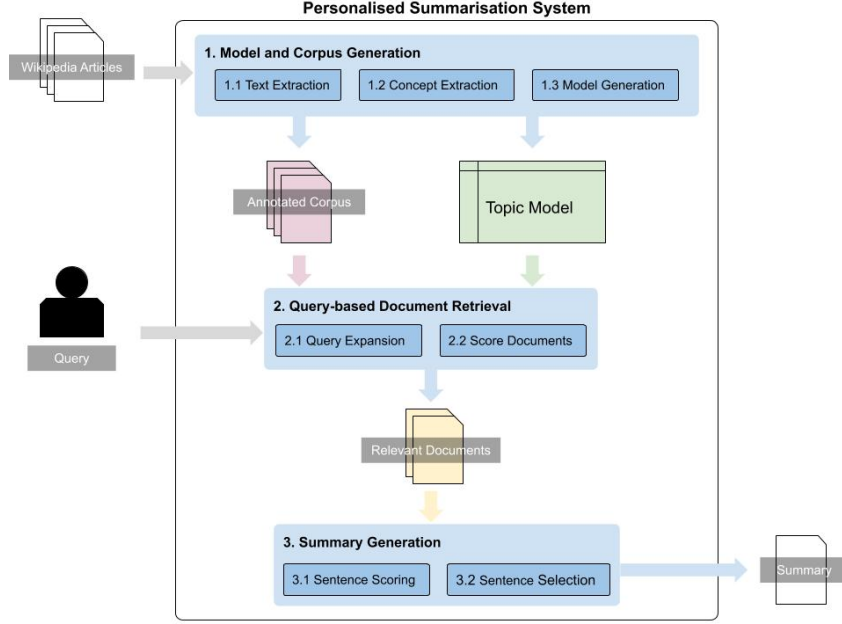 Personalised Summarisation System
1. Model and Corpus Generation
Wikipedia Articles
1.1 Text Extraction
1.2 Concept Extraction
1.3 Model Generation
Annotated Corpus
Topic Model
2. Query-based Document Retrieval
2.1 Query Expansion
2.2 Score Documents
Query
Relevant Documents
3. Summary Generation
3.1 Sentence Scoring
3.2 Sentence Selection
Summary